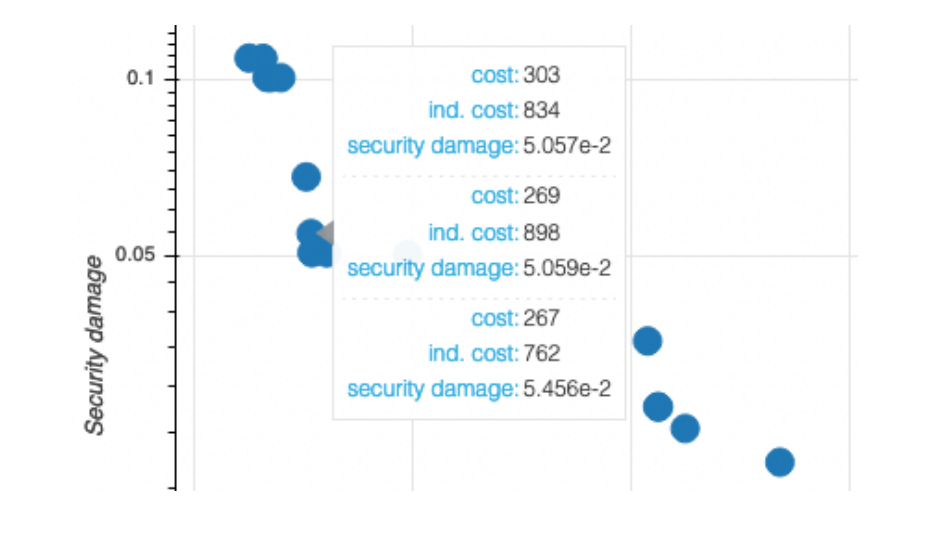 0.1
0.05
Security damage
cost: 303
ind. cost: 834
security damage: 5.057e-2
cost: 269
ind. cost: 898
security damage: 5.059e-2
cost: 267
ind. cost: 762
security damage: 5.456e-2